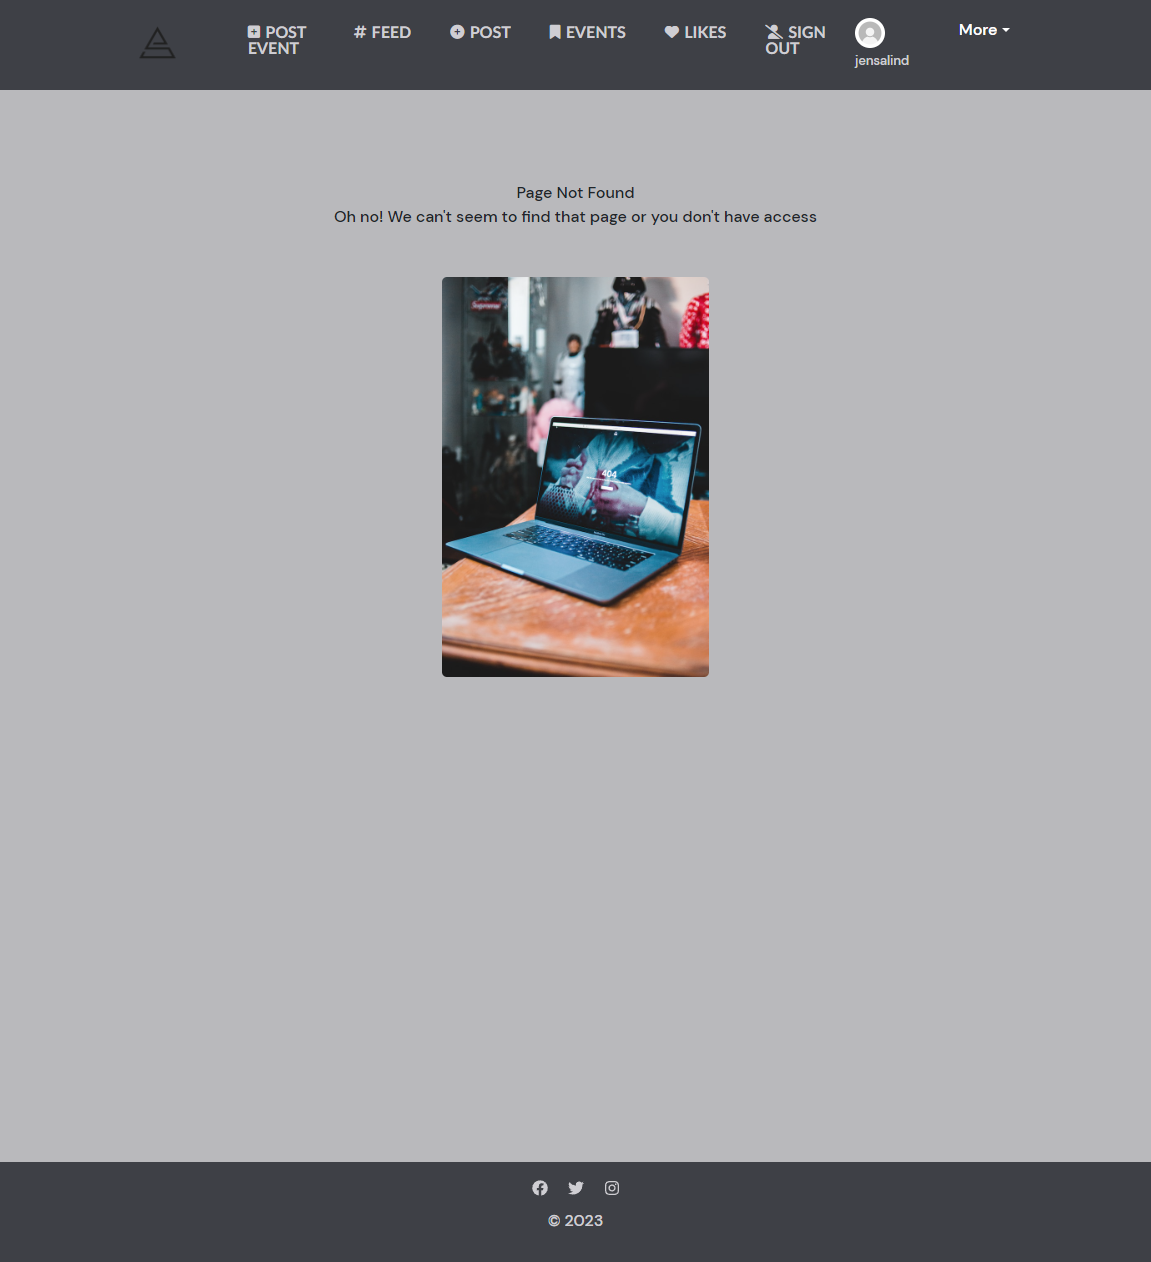 POST EVENT
FEED
POST
EVENTS
LIKES
SIGN OUT
jensalind
More
Page Not Found
Oh no! We can't seem to find that page or you don't have access
Supreme
404
© 2023